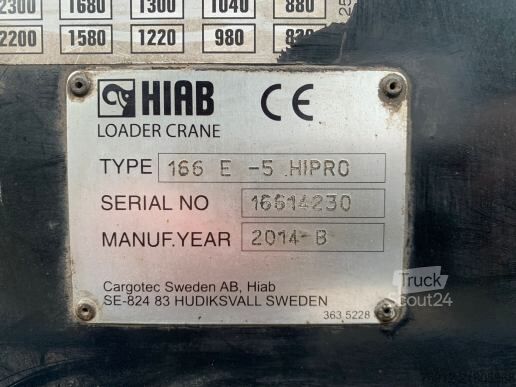 2300 1680 1300 1040 880
2200 1580 1220 980 830
HIAB CE
LOADER CRANE
TYPE 166 E -5 HIPRO
SERIAL NO 16614230
MANUF.YEAR 2014-B
Cargotec Sweden AB, Hiab
SE-824 83 HUDIKSVALL SWEDEN
363 5228
Truck
Scout24